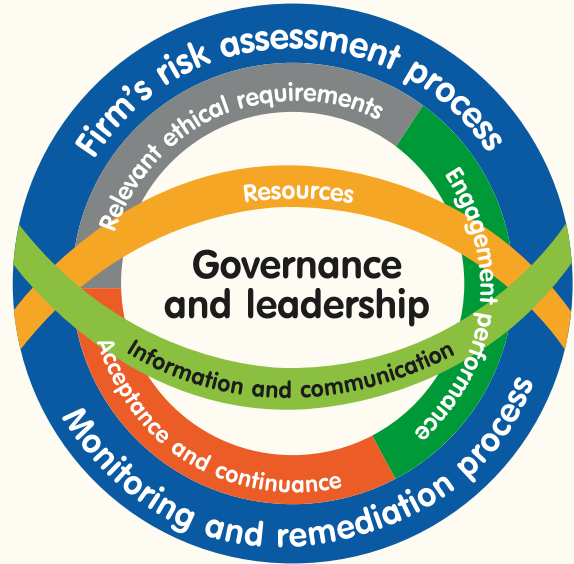 Firm's risk assessment process
Relevant ethical requirements
Engagement performance
Resources
Governance
and leadership
Information and communication
Acceptance and continuance
Monitoring and remediation process